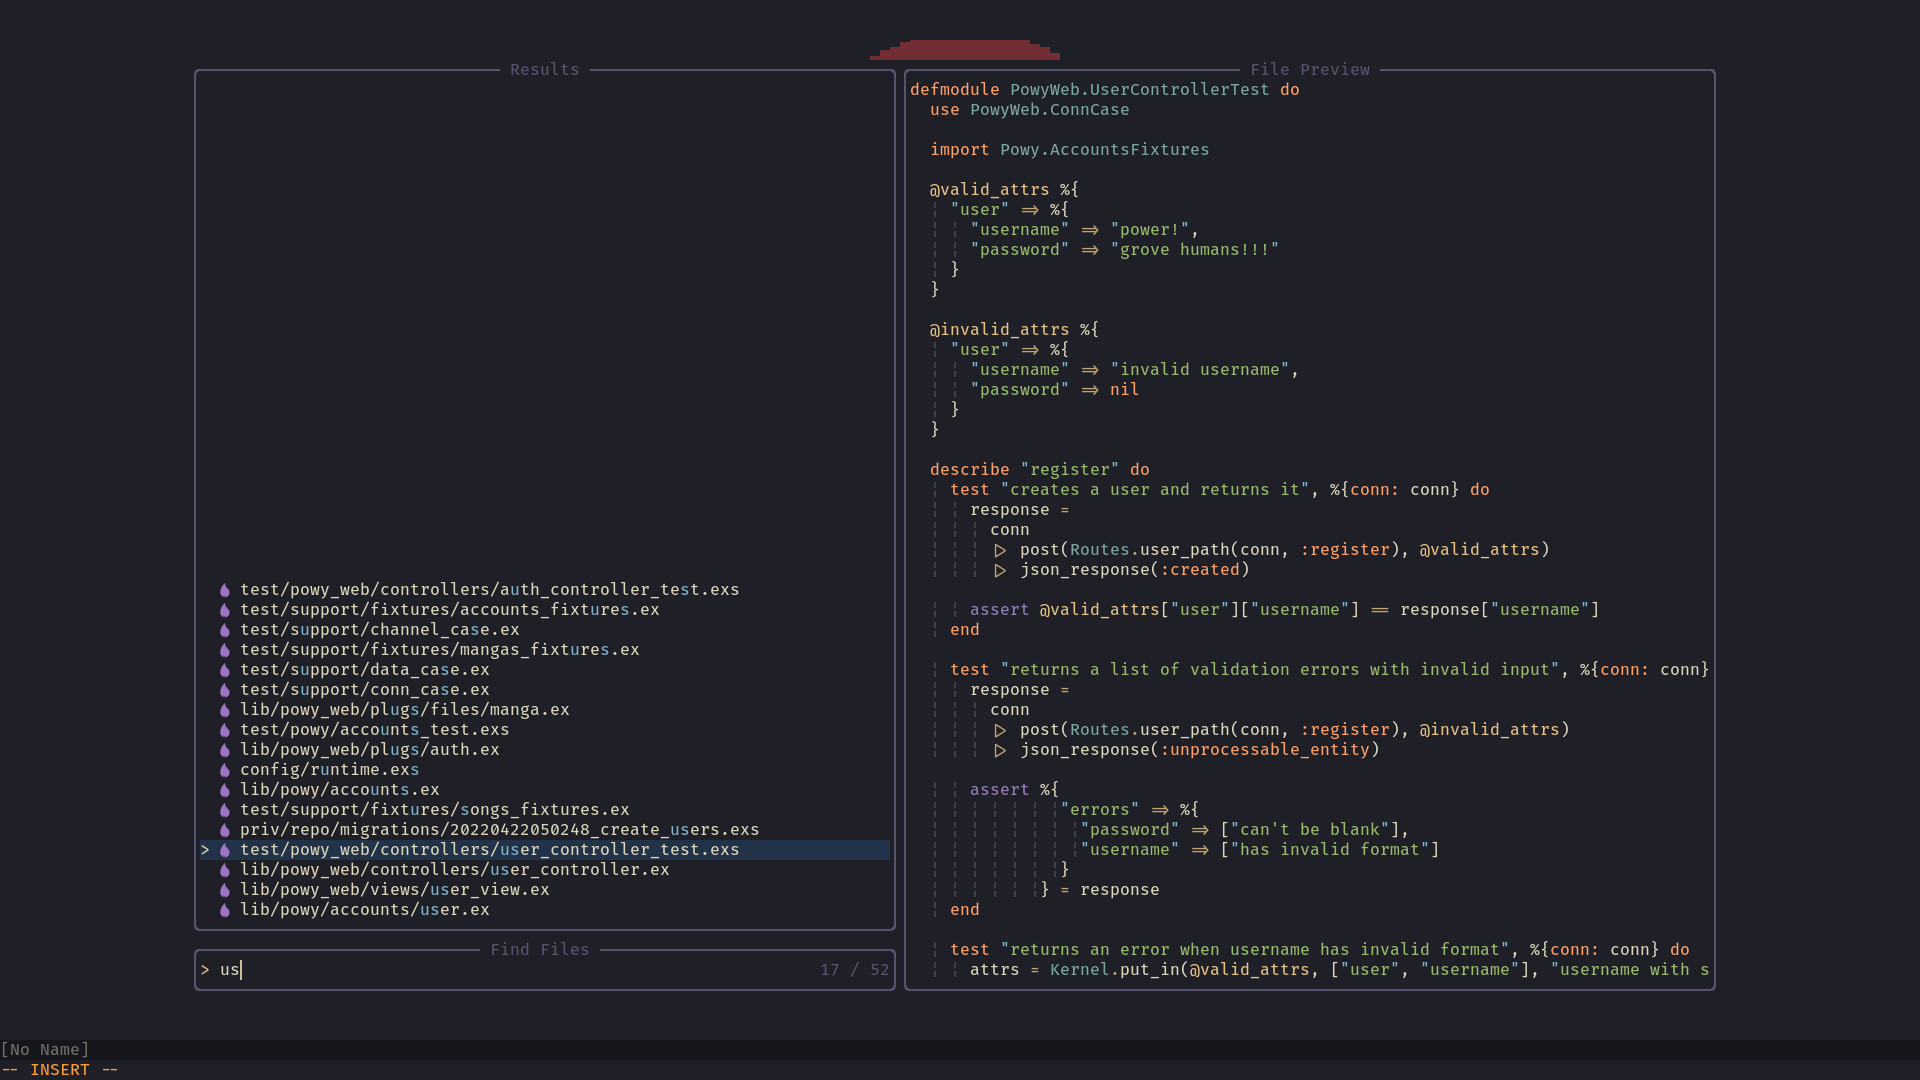 Results
test/powy_web/controllers/auth_controller_test.exs
test/support/fixtures/accounts_fixtures.ex
test/support/channel_case.ex
test/support/fixtures/mangas_fixtures.ex
test/support/data_case.ex
test/support/conn_case.ex
lib/powy_web/plugs/files/manga.ex
test/powy/accounts_test.exs
lib/powy_web/plugs/auth.ex
config/runtime.exs
lib/powy/accounts.ex
test/support/fixtures/songs_fixtures.ex
priv/repo/migrations/20220422050248_create_users.exs
> test/powy_web/controllers/user_controller_test.exs
lib/powy_web/controllers/user_controller.ex
lib/powy_web/views/user_view.ex
lib/powy/accounts/user.ex
Find Files
> us 17 / 52
File Preview
defmodule PowyWeb.UserControllerTest do
use PowyWeb.ConnCase
import Powy.AccountsFixtures
@valid_attrs %{
"user" => %{
"username" => "power!",
"password" => "grove humans!!!"
}
}
@invalid_attrs %{
"user" => %{
"username" => "invalid username",
"password" => nil
}
}
describe "register" do
test "creates a user and returns it", %{conn: conn} do
response =
conn
|> post(Routes.user_path(conn, :register), @valid_attrs)
|> json_response(:created)
assert @valid_attrs["user"]["username"] == response["username"]
end
test "returns a list of validation errors with invalid input", %{conn: conn}
response =
conn
|> post(Routes.user_path(conn, :register), @invalid_attrs)
|> json_response(:unprocessable_entity)
assert %{
"errors" => %{
"password" => ["can't be blank"],
"username" => ["has invalid format"]
}
} = response
end
test "returns an error when username has invalid format", %{conn: conn} do
attrs = Kernel.put_in(@valid_attrs, ["user", "username"], "username with s
[No Name]
-- INSERT --